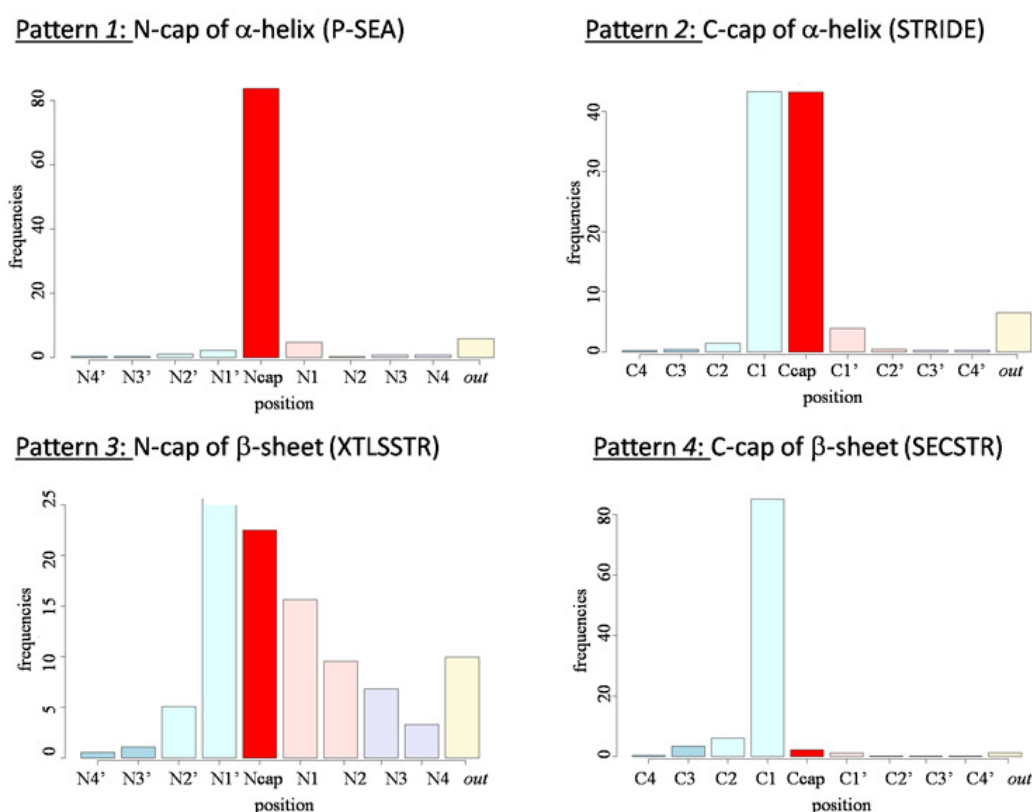 Pattern 1: N-cap of α-helix (P-SEA)
frequencies
80
60
40
20
0
N4’ N3’ N2’ N1’ Ncap N1 N2 N3 N4 out
position
Pattern 2: C-cap of α-helix (STRIDE)
frequencies
40
30
20
10
0
C4 C3 C2 C1 Ccap C1’ C2’ C3’ C4’ out
position
Pattern 3: N-cap of β-sheet (XTLSSTR)
frequencies
25
20
15
10
5
0
N4’ N3’ N2’ N1’ Ncap N1 N2 N3 N4 out
position
Pattern 4: C-cap of β-sheet (SECSTR)
frequencies
80
60
40
20
0
C4 C3 C2 C1 Ccap C1’ C2’ C3’ C4’ out
position